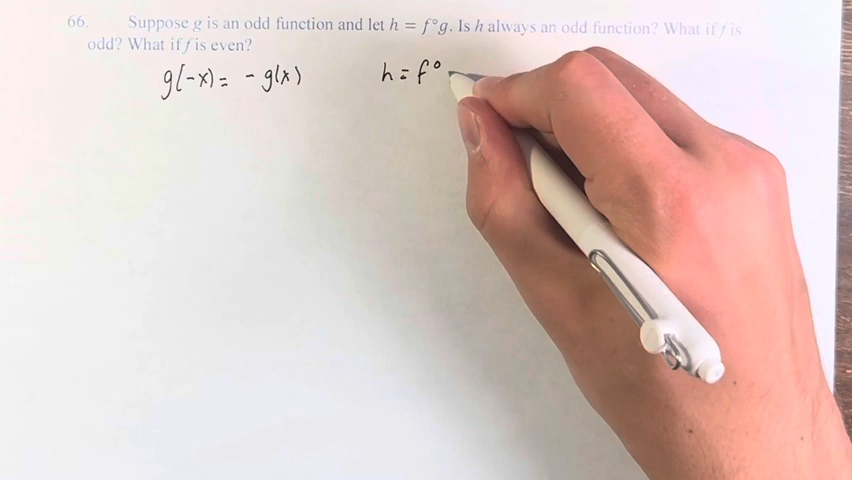 66. Suppose g is an odd function and let h = f°g. Is h always an odd function? What if f is
odd? What if f is even?
g(-x) = - g(x) h = f°